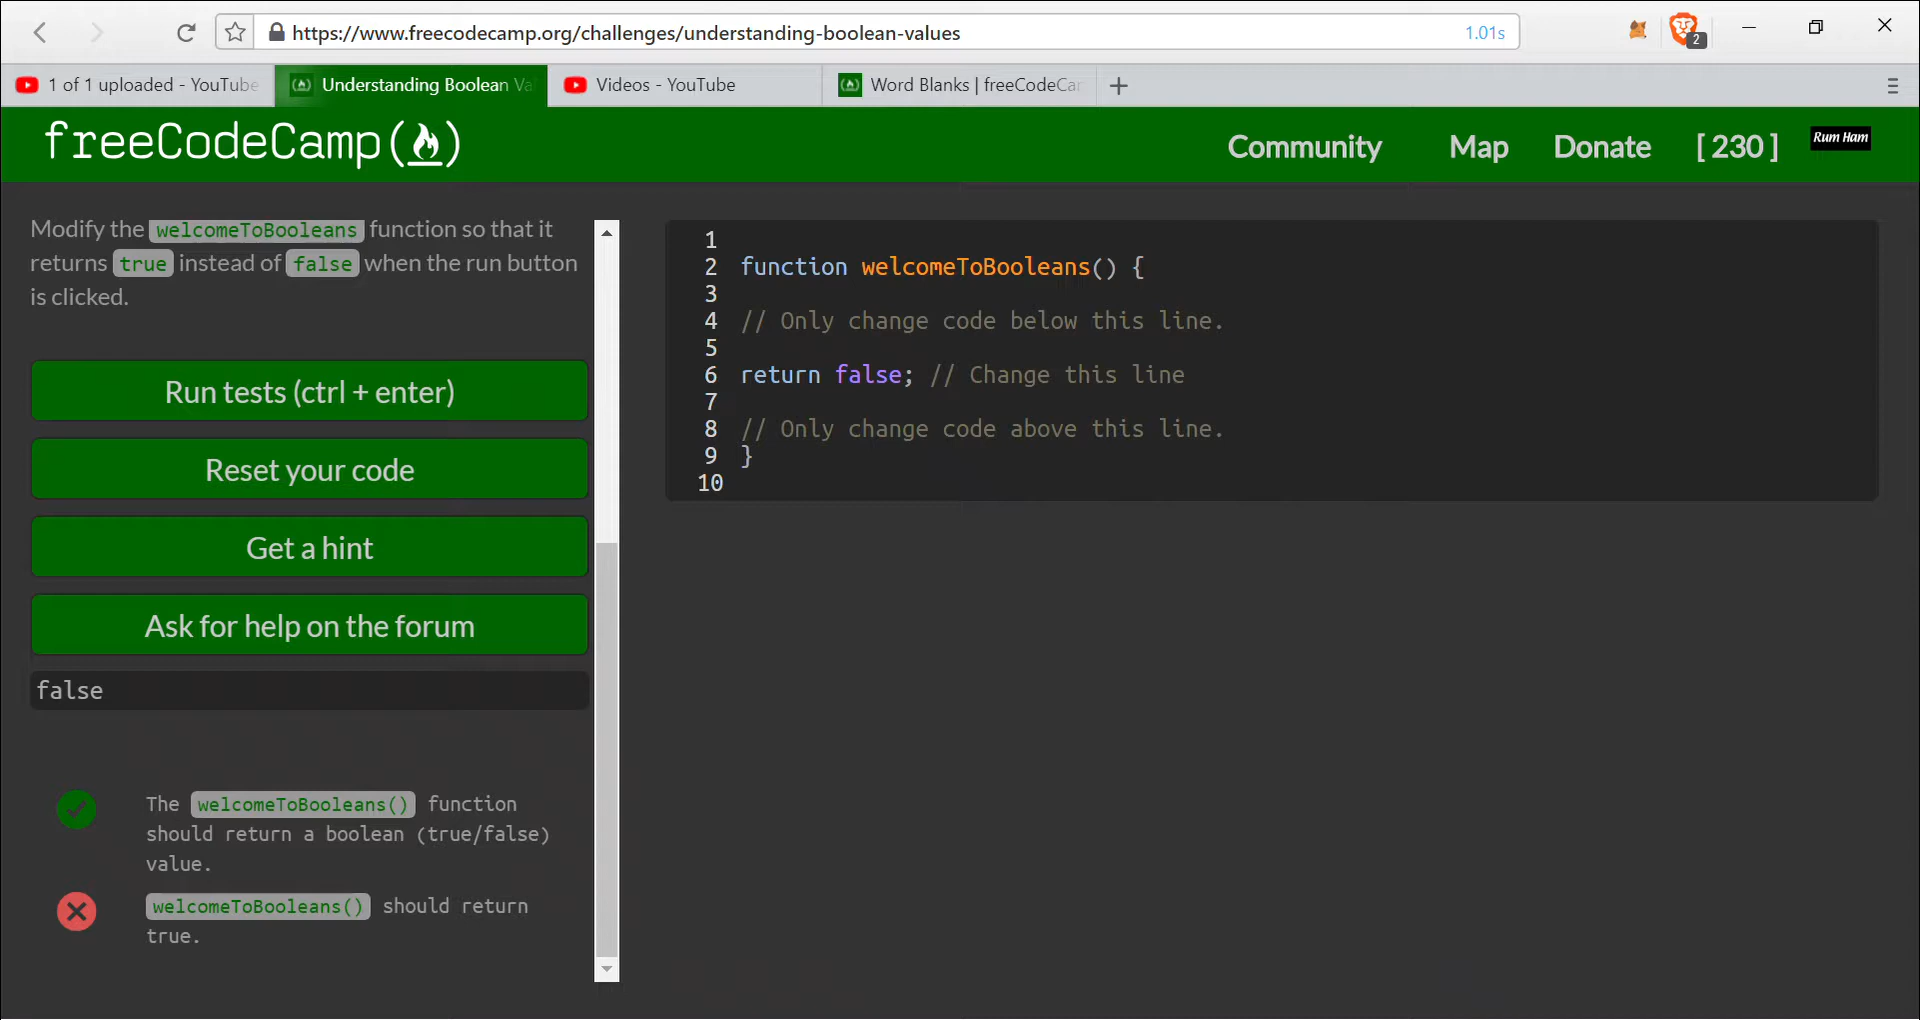 https://www.freecodecamp.org/challenges/understanding-boolean-values
1.01s
2
1 of 1 uploaded - YouTube
Understanding Boolean Va
Videos - YouTube
Word Blanks | freeCodeCa
freeCodeCamp
Community
Map
Donate
[ 230 ]
Rum Ham
Modify the welcomeToBooleans function so that it
returns true instead of false when the run button
is clicked.
Run tests (ctrl + enter)
Reset your code
Get a hint
Ask for help on the forum
false
The welcomeToBooleans() function
should return a boolean (true/false)
value.
welcomeToBooleans() should return
true.
1
2 function welcomeToBooleans() {
3
4 // Only change code below this line.
5
6 return false; // Change this line
7
8 // Only change code above this line.
9 }
10